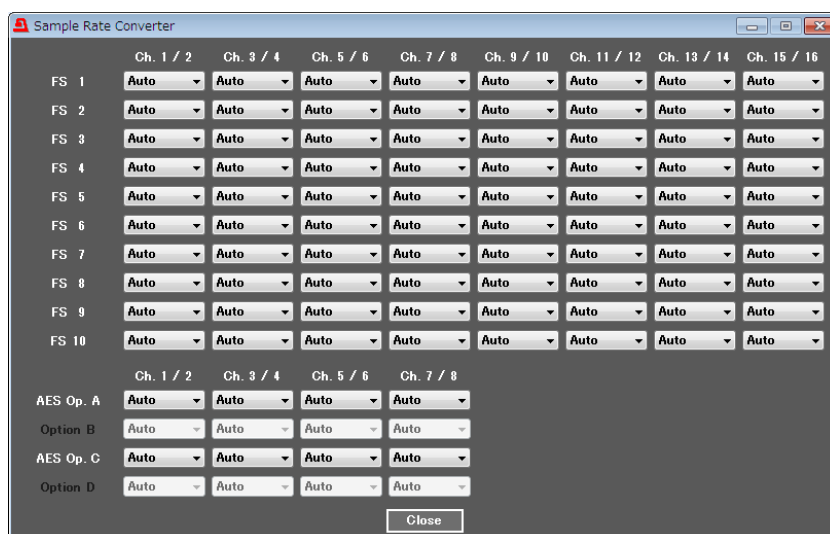 Sample Rate Converter
Ch. 1 / 2 Ch. 3 / 4 Ch. 5 / 6 Ch. 7 / 8 Ch. 9 / 10 Ch. 11 / 12 Ch. 13 / 14 Ch. 15 / 16
FS 1 Auto Auto Auto Auto Auto Auto Auto Auto
FS 2 Auto Auto Auto Auto Auto Auto Auto Auto
FS 3 Auto Auto Auto Auto Auto Auto Auto Auto
FS 4 Auto Auto Auto Auto Auto Auto Auto Auto
FS 5 Auto Auto Auto Auto Auto Auto Auto Auto
FS 6 Auto Auto Auto Auto Auto Auto Auto Auto
FS 7 Auto Auto Auto Auto Auto Auto Auto Auto
FS 8 Auto Auto Auto Auto Auto Auto Auto Auto
FS 9 Auto Auto Auto Auto Auto Auto Auto Auto
FS 10 Auto Auto Auto Auto Auto Auto Auto Auto
Ch. 1 / 2 Ch. 3 / 4 Ch. 5 / 6 Ch. 7 / 8
AES Op. A Auto Auto Auto Auto
Option B Auto Auto Auto Auto
AES Op. C Auto Auto Auto Auto
Option D Auto Auto Auto Auto
Close